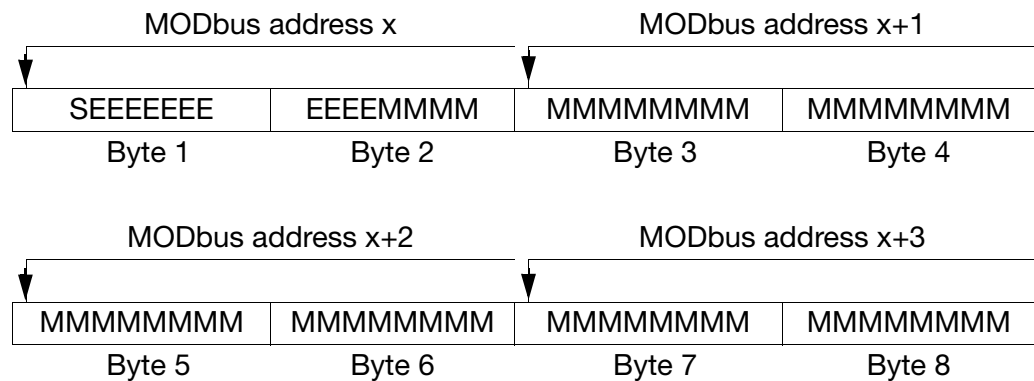 MODbus address x MODbus address x+1
SEEEEEEE EEEEMMMM MMMMMMMM MMMMMMMM
Byte 1 Byte 2 Byte 3 Byte 4
MODbus address x+2 MODbus address x+3
MMMMMMMM MMMMMMMM MMMMMMMM MMMMMMMM
Byte 5 Byte 6 Byte 7 Byte 8